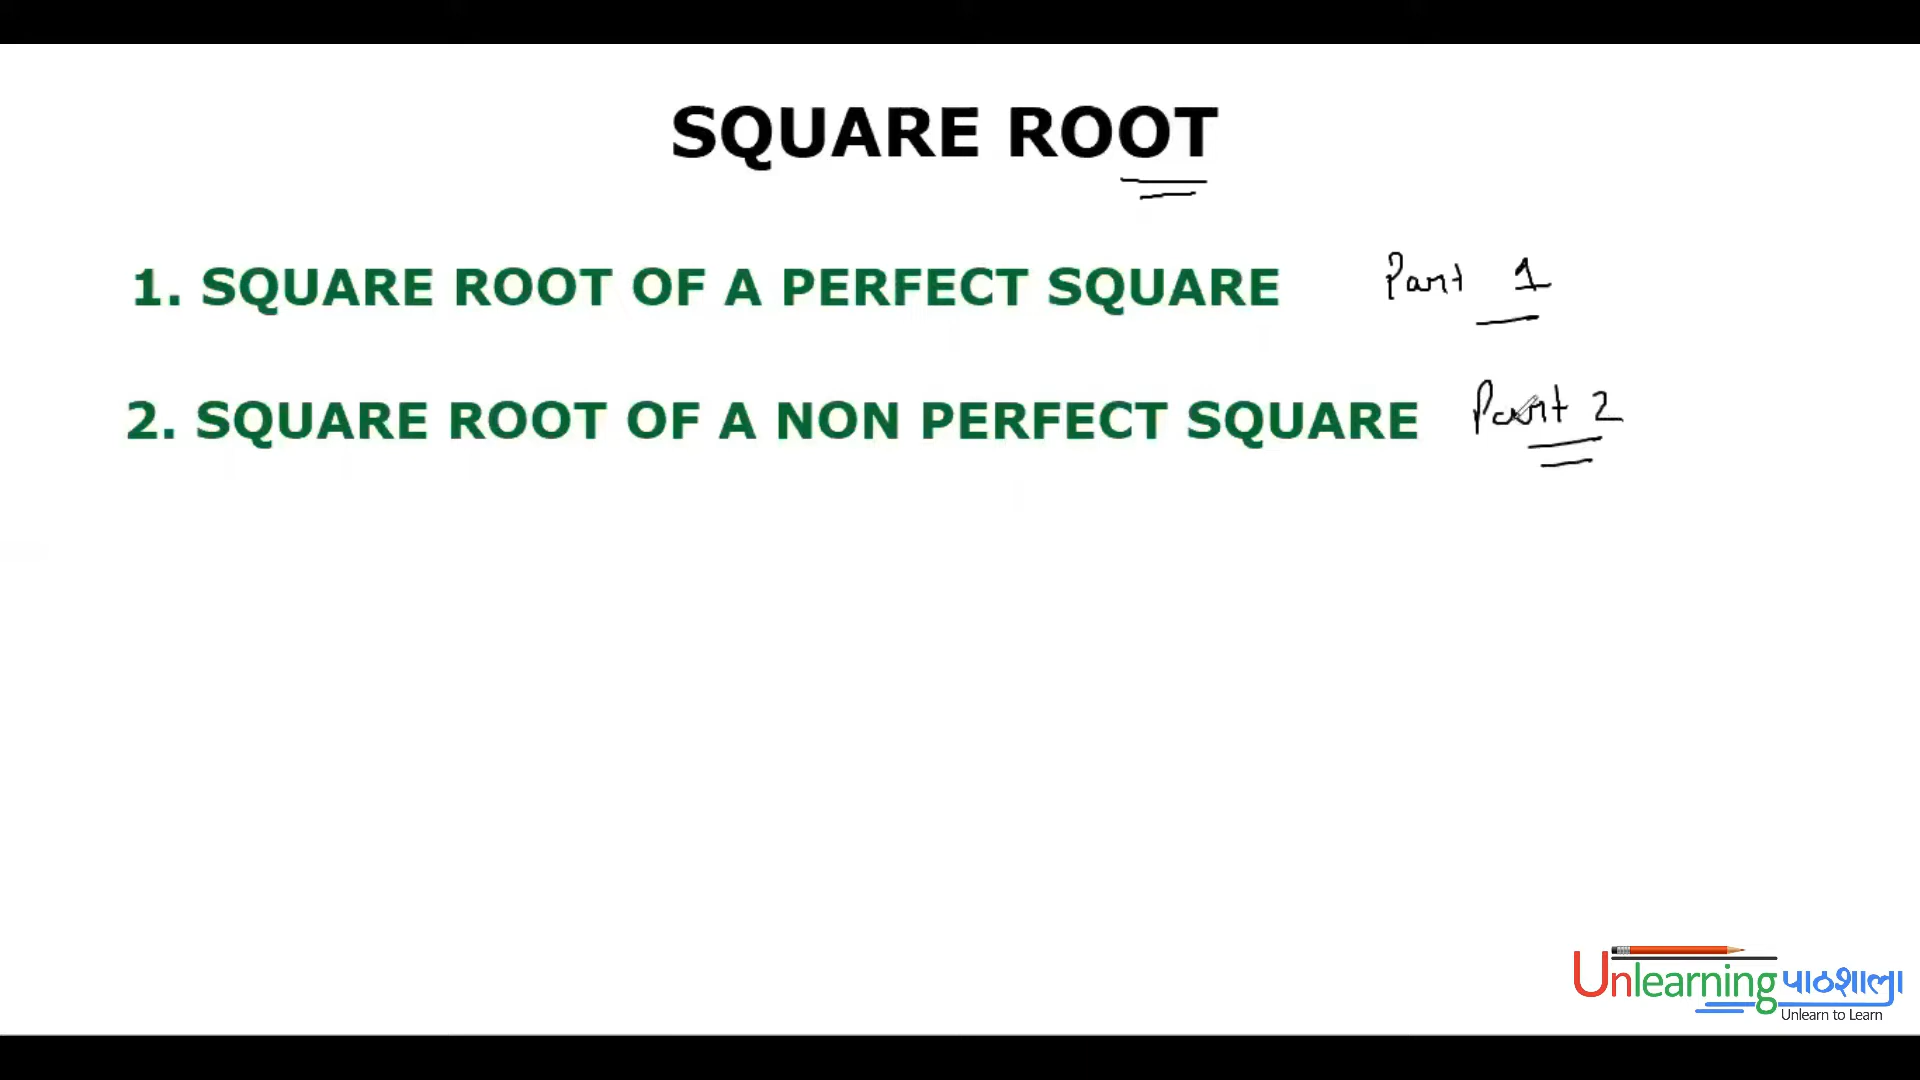 SQUARE ROOT
1. SQUARE ROOT OF A PERFECT SQUARE Part 1
2. SQUARE ROOT OF A NON PERFECT SQUARE Part 2
Unlearning પાઠશાલા
Unlearn to Learn